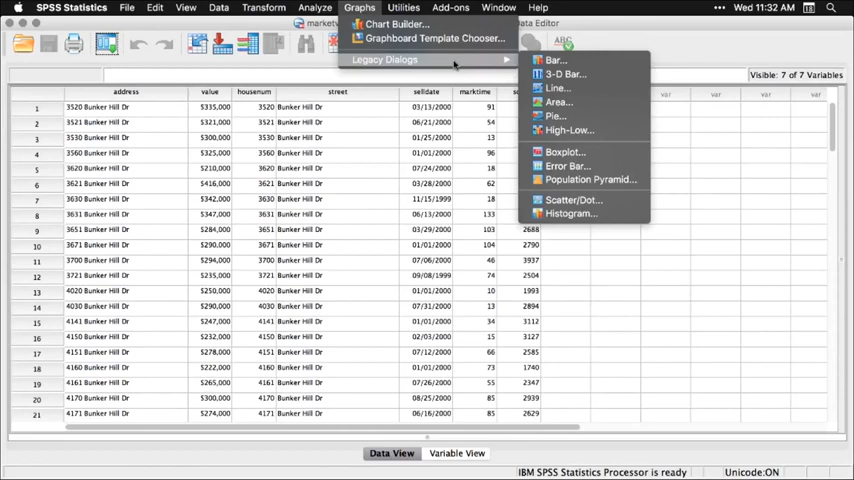 SPSS Statistics File Edit View Data Transform Analyze Graphs Utilities Add-ons Window Help Wed 11:32 AM
Data Editor
Chart Builder...
Graphboard Template Chooser...
Legacy Dialogs
Bar...
3-D Bar...
Line...
Area...
Pie...
High-Low...
Boxplot...
Error Bar...
Population Pyramid...
Scatter/Dot...
Histogram...
Visible: 7 of 7 Variables
address value housenum street selldate marktime var var var var
1 3520 Bunker Hill Dr $335,000 3520 Bunker Hill Dr 03/13/2000 91
2 3521 Bunker Hill Dr $321,000 3521 Bunker Hill Dr 06/21/2000 54
3 3530 Bunker Hill Dr $300,000 3530 Bunker Hill Dr 01/25/2000 13
4 3560 Bunker Hill Dr $325,000 3560 Bunker Hill Dr 01/01/2000 96
5 3620 Bunker Hill Dr $210,000 3620 Bunker Hill Dr 07/24/2000 18
6 3621 Bunker Hill Dr $416,000 3621 Bunker Hill Dr 03/28/2000 62
7 3630 Bunker Hill Dr $342,000 3630 Bunker Hill Dr 11/15/1999 18
8 3631 Bunker Hill Dr $347,000 3631 Bunker Hill Dr 06/13/2000 133
9 3651 Bunker Hill Dr $284,000 3651 Bunker Hill Dr 03/29/2000 103 2688
10 3671 Bunker Hill Dr $290,000 3671 Bunker Hill Dr 01/01/2000 104 2790
11 3700 Bunker Hill Dr $294,000 3700 Bunker Hill Dr 07/06/2000 46 3937
12 3721 Bunker Hill Dr $235,000 3721 Bunker Hill Dr 09/08/1999 74 2504
13 4020 Bunker Hill Dr $250,000 4020 Bunker Hill Dr 01/01/2000 10 1993
14 4030 Bunker Hill Dr $290,000 4030 Bunker Hill Dr 07/31/2000 13 2894
15 4141 Bunker Hill Dr $247,000 4141 Bunker Hill Dr 01/01/2000 34 3112
16 4150 Bunker Hill Dr $232,000 4150 Bunker Hill Dr 02/03/2000 15 3127
17 4151 Bunker Hill Dr $258,000 4151 Bunker Hill Dr 07/12/2000 66 2585
18 4160 Bunker Hill Dr $222,000 4160 Bunker Hill Dr 01/01/2000 73 1740
19 4161 Bunker Hill Dr $265,000 4161 Bunker Hill Dr 07/26/2000 55 2347
20 4170 Bunker Hill Dr $300,000 4170 Bunker Hill Dr 08/25/2000 85 2939
21 4171 Bunker Hill Dr $274,000 4171 Bunker Hill Dr 06/16/2000 85 2629
Data View Variable View
IBM SPSS Statistics Processor is ready Unicode:ON